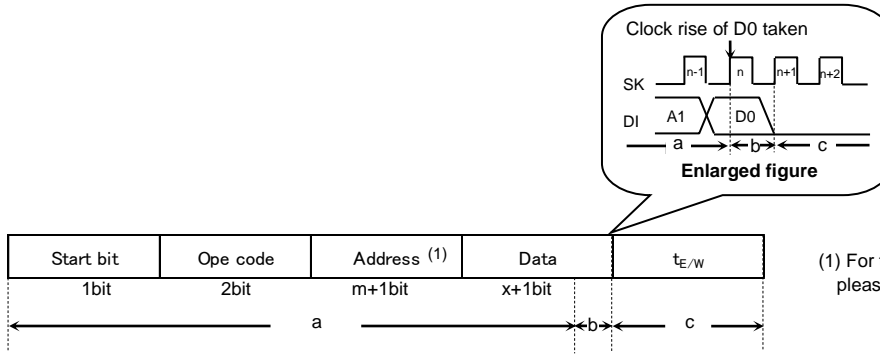 Clock rise of D0 taken
SK n-1 n n+1 n+2
DI A1 D0
a b c
Enlarged figure
Start bit Ope code Address (1) Data tE/W
1bit 2bit m+1bit x+1bit
a b c
(1) For
pleas